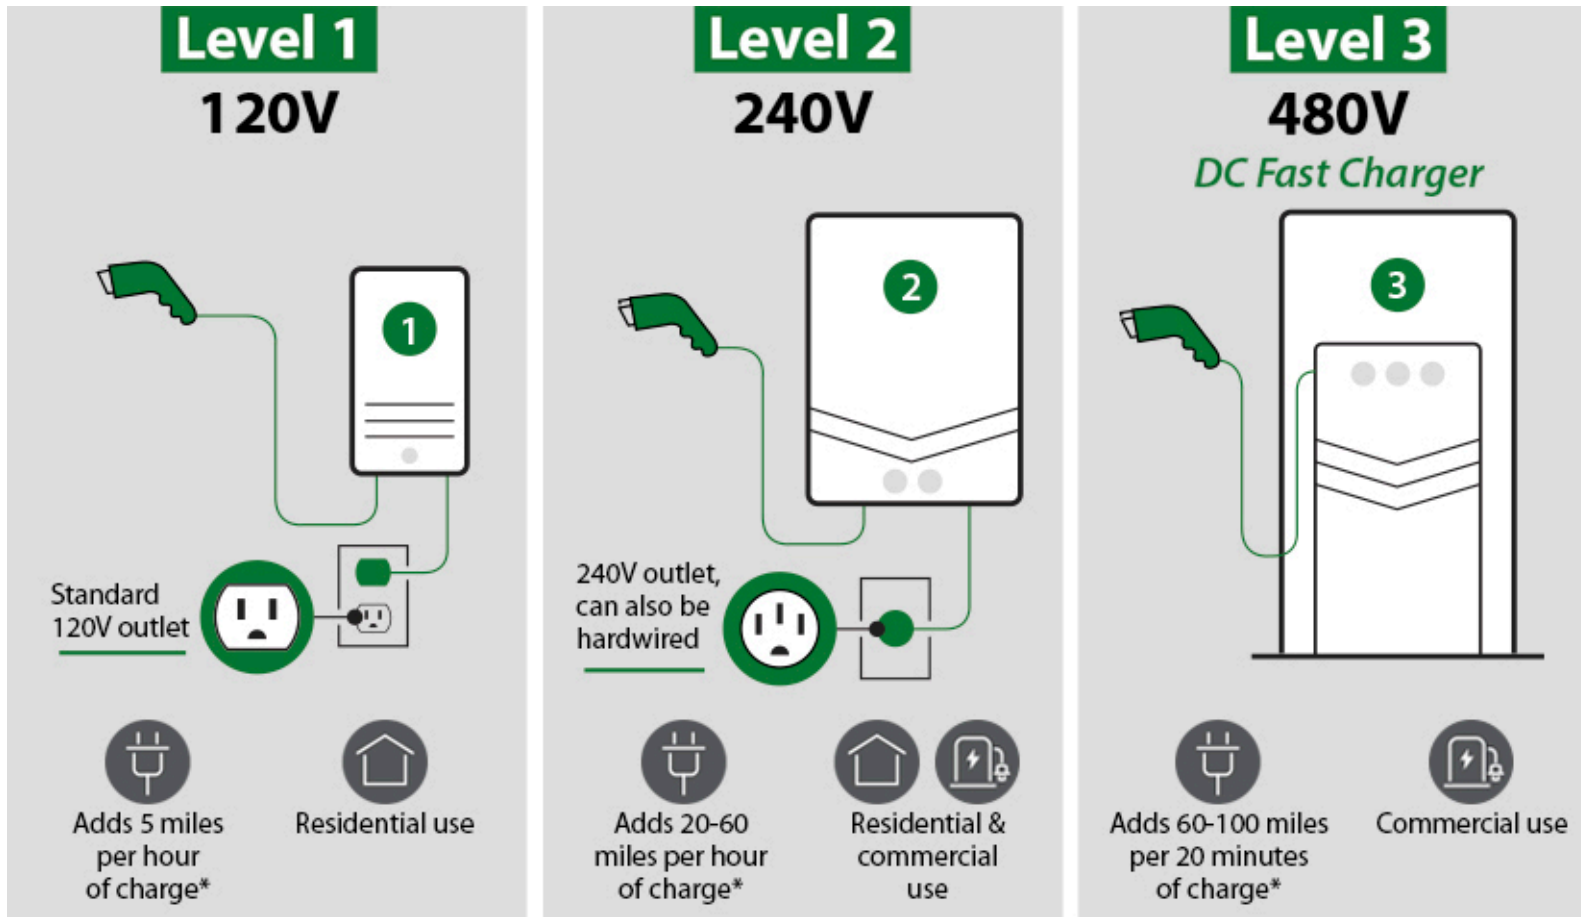 Level 1
120V
1
Standard
120V outlet
Adds 5 miles
per hour
of charge*
Residential use
Level 2
240V
2
240V outlet,
can also be
hardwired
Adds 20-60
miles per hour
of charge*
Residential &
commercial
use
Level 3
480V
DC Fast Charger
3
Adds 60-100 miles
per 20 minutes
of charge*
Commercial use